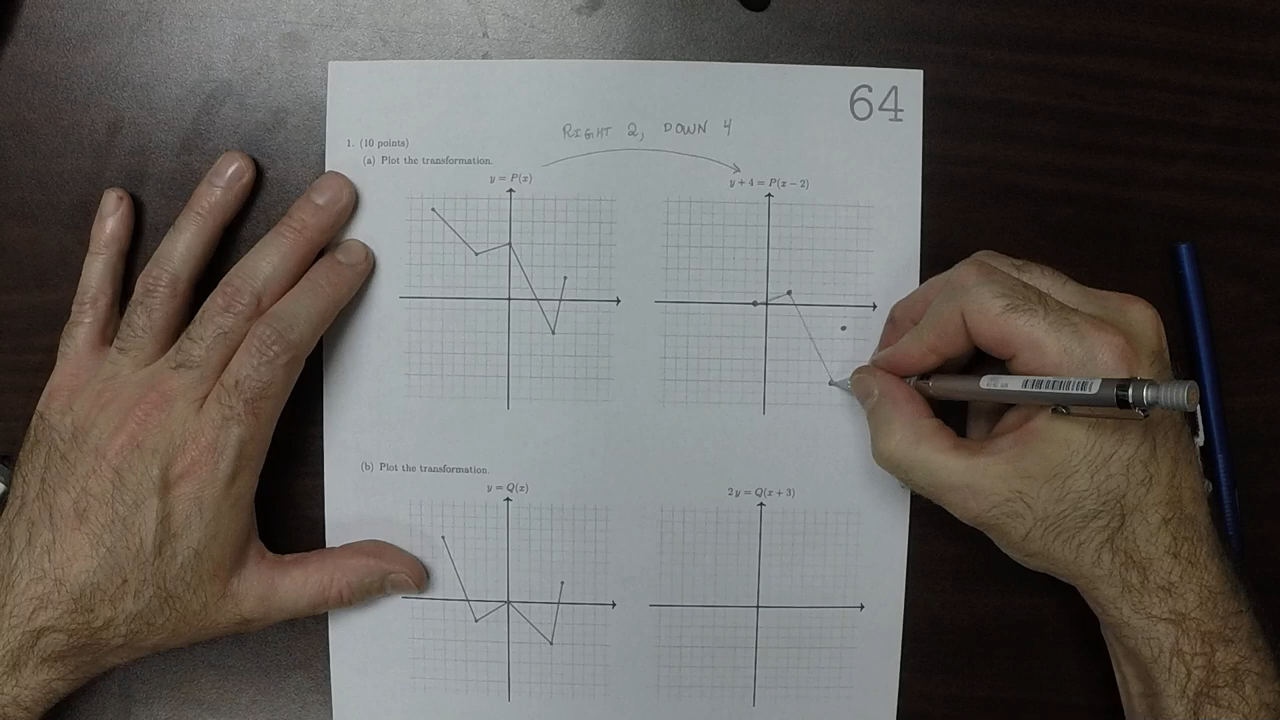 64
RIGHT 2, DOWN 4
1. (10 points)
(a) Plot the transformation.
y = P(x)
y + 4 = P(x − 2)
(b) Plot the transformation.
y = Q(x)
2y = Q(x + 3)